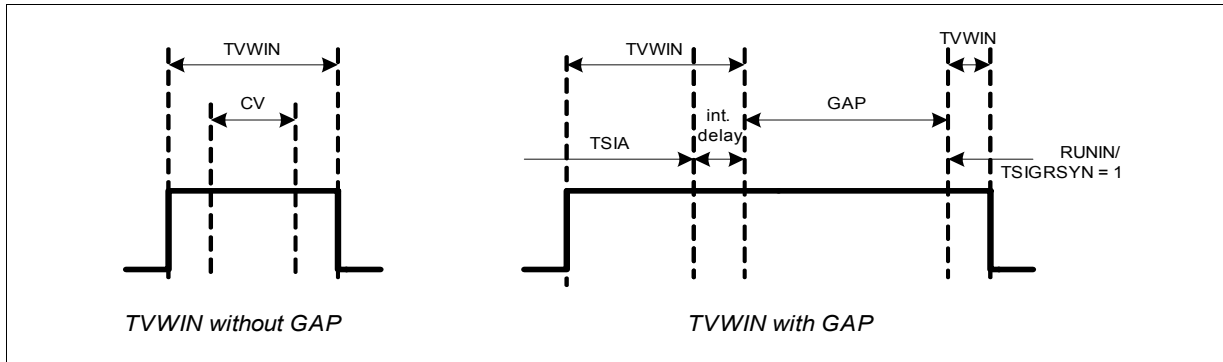 TVWIN
CV
TVWIN without GAP
TVWIN
TVWIN
int.
delay
GAP
TSIA
RUNIN/
TSIGRSYN = 1
TVWIN with GAP